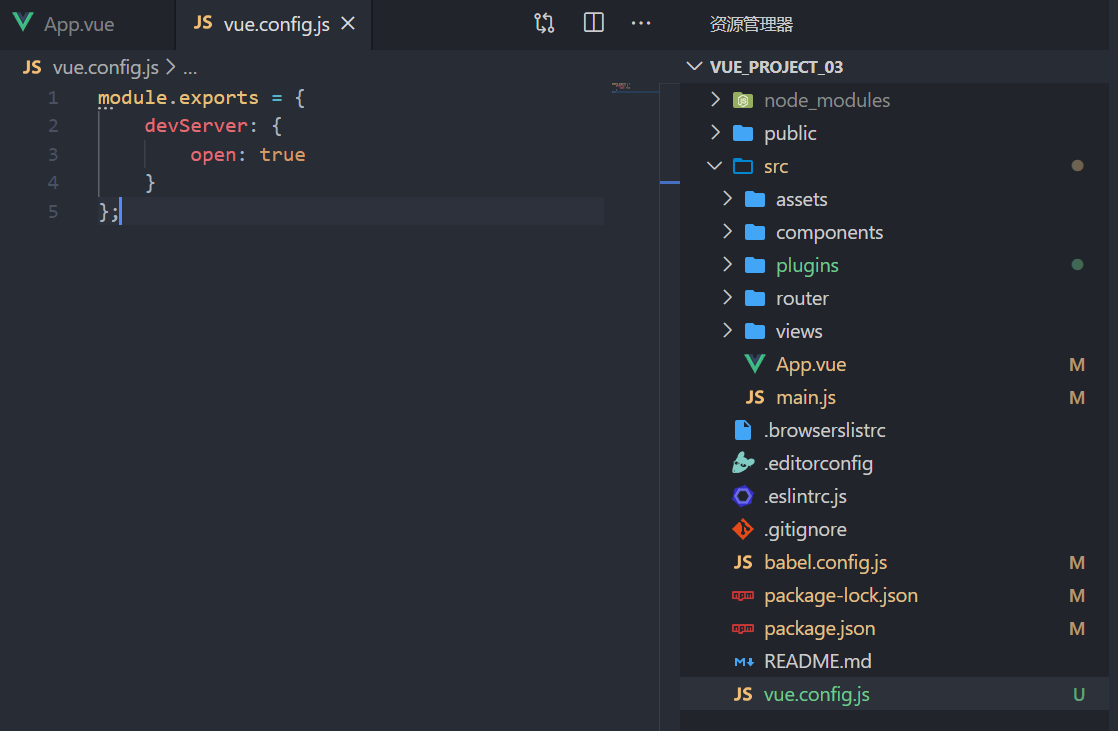 App.vue
JS vue.config.js
JS vue.config.js > ...
1 module.exports = {
2 devServer: {
3 open: true
4 }
5 };
资源管理器
VUE_PROJECT_03
node_modules
public
src
assets
components
plugins
router
views
App.vue M
JS main.js M
.browserslistrc
.editorconfig
.eslintrc.js
.gitignore
JS babel.config.js M
npm package-lock.json M
npm package.json M
M↓ README.md
JS vue.config.js U